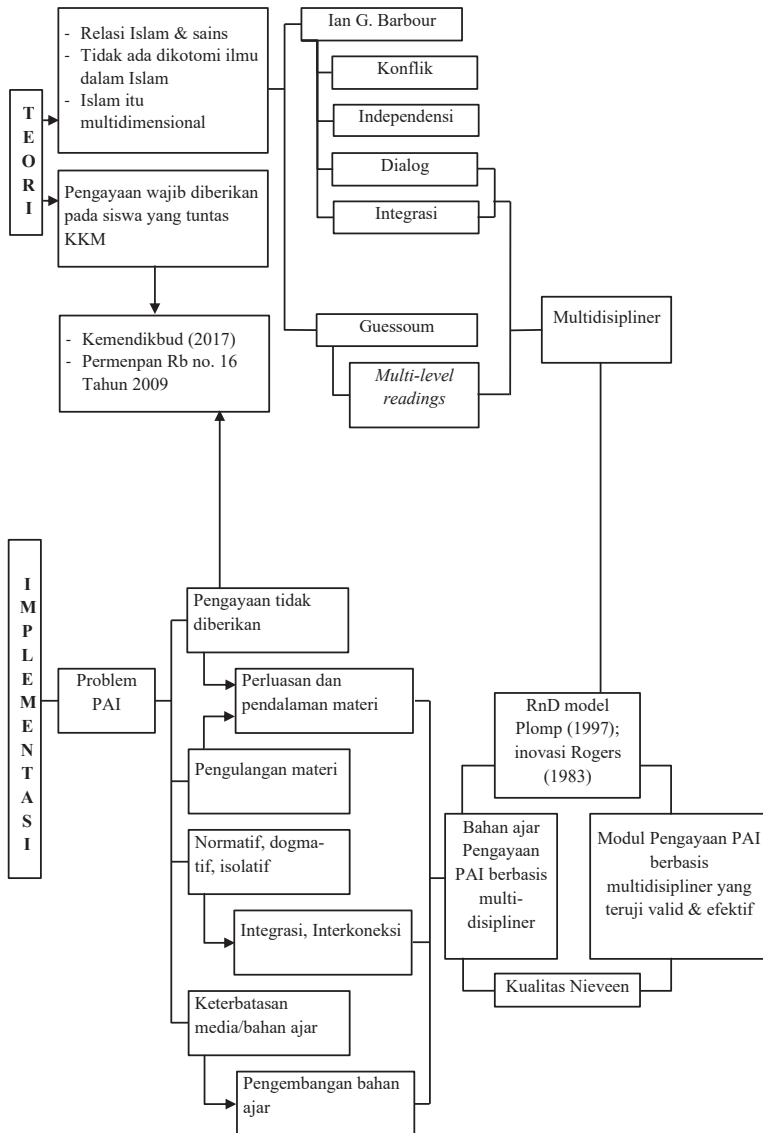 TEORI
- Relasi Islam & sains
- Tidak ada dikotomi ilmu
dalam Islam
- Islam itu
multidimensional
Pengayaan wajib diberikan
pada siswa yang tuntas
KKM
- Kemendikbud (2017)
- Permenpan Rb no. 16
Tahun 2009
Ian G. Barbour
Konflik
Independensi
Dialog
Integrasi
Guessoum
Multi-level
readings
Multidisipliner
IMPLEMENTASI
Problem
PAI
Pengayaan tidak
diberikan
Perluasan dan
pendalaman materi
Pengulangan materi
Normatif, dogma-
tif, isolatif
Integrasi, Interkoneksi
Keterbatasan
media/bahan ajar
Pengembangan bahan
ajar
RnD model
Plomp (1997);
inovasi Rogers
(1983)
Bahan ajar
Pengayaan
PAI berbasis
multi-
disipliner
Modul Pengayaan PAI
berbasis
multidisipliner yang
teruji valid & efektif
Kualitas Nieveen